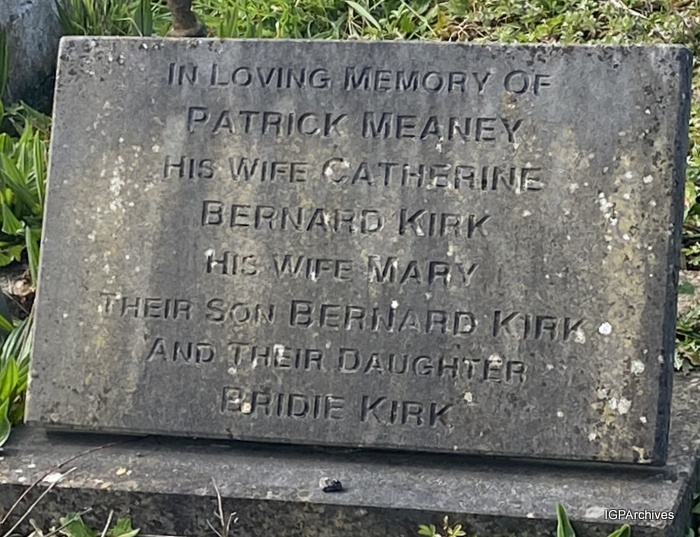 In Loving Memory Of
Patrick Meaney
His Wife Catherine
Bernard Kirk
His Wife Mary
Their Son Bernard Kirk
And Their Daughter
Bridie Kirk
IGPArchives